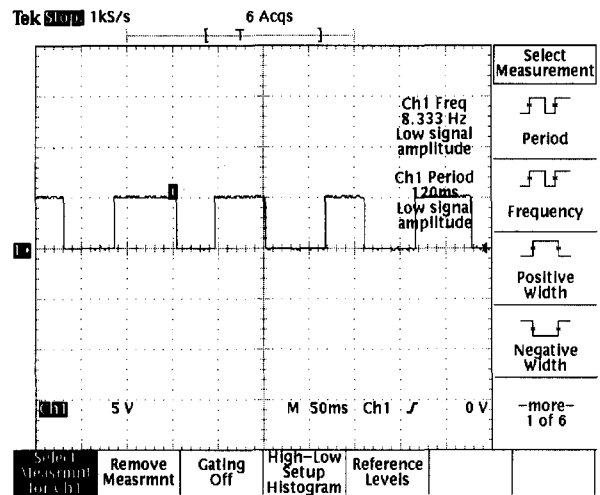 Tek Stop 1kS/s 6 Acqs
[ T ]
Ch1 Freq
8.333 Hz
Low signal
amplitude
Ch1 Period
120ms
Low signal
amplitude
Ch1 5 V M 50ms Ch1 0 V
Select
Measurement
Period
Frequency
Positive
Width
Negative
Width
-more-
1 of 6
Select
Measrmnt
for Ch1
Remove
Measrmnt
Gating
Off
High-Low
Setup
Histogram
Reference
Levels